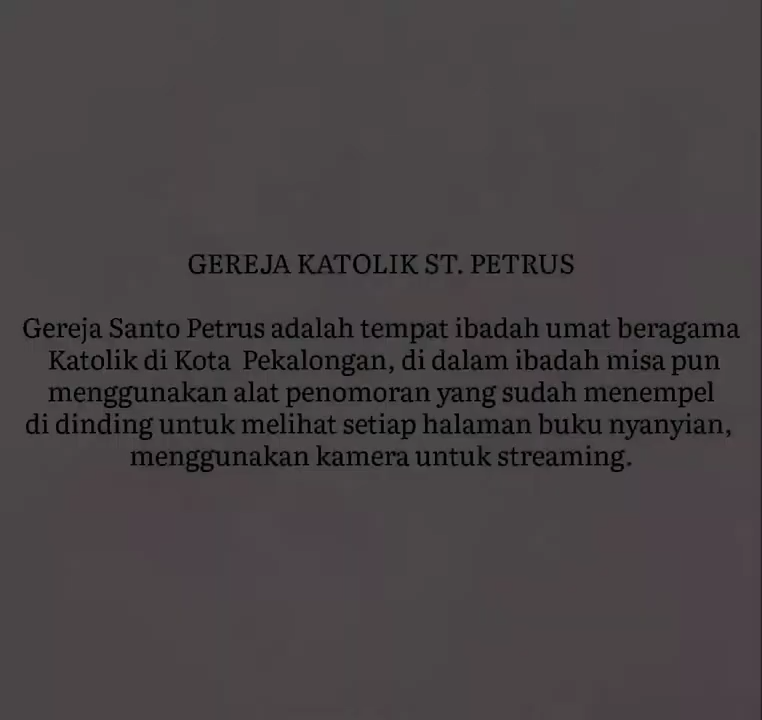 GEREJA KATOLIK ST. PETRUS
Gereja Santo Petrus adalah tempat ibadah umat beragama
Katolik di Kota Pekalongan, di dalam ibadah misa pun
menggunakan alat penomoran yang sudah menempel
di dinding untuk melihat setiap halaman buku nyanyian,
menggunakan kamera untuk streaming.